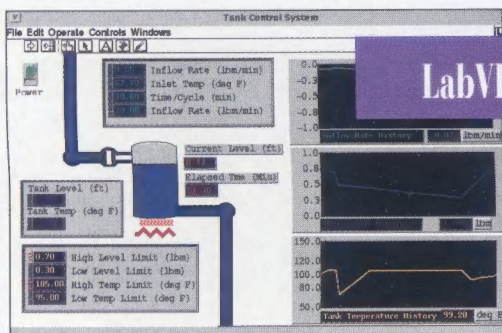 Tank Control System
File Edit Operate Controls Windows
Power
Inflow Rate (lbm/min)
Inlet Temp (deg F)
Time/Cycle (min)
Inflow Rate (lbm/min)
Current Level (ft)
Elapsed Tme (Min)
Tank Level (ft)
Tank Temp (deg F)
0.70 High Level Limit (lbm)
0.30 Low Level Limit (lbm)
105.00 High Temp Limit (deg F)
95.00 Low Temp Limit (deg F)
0.0
-0.3
-0.5
-0.8
-1.0
Rate History lbm/min
LabVI
1.0
0.8
0.5
0.3
0.0
lbm
150.0
120.0
100.0
80.0
50.0
Tank Temperature History 99.20 deg